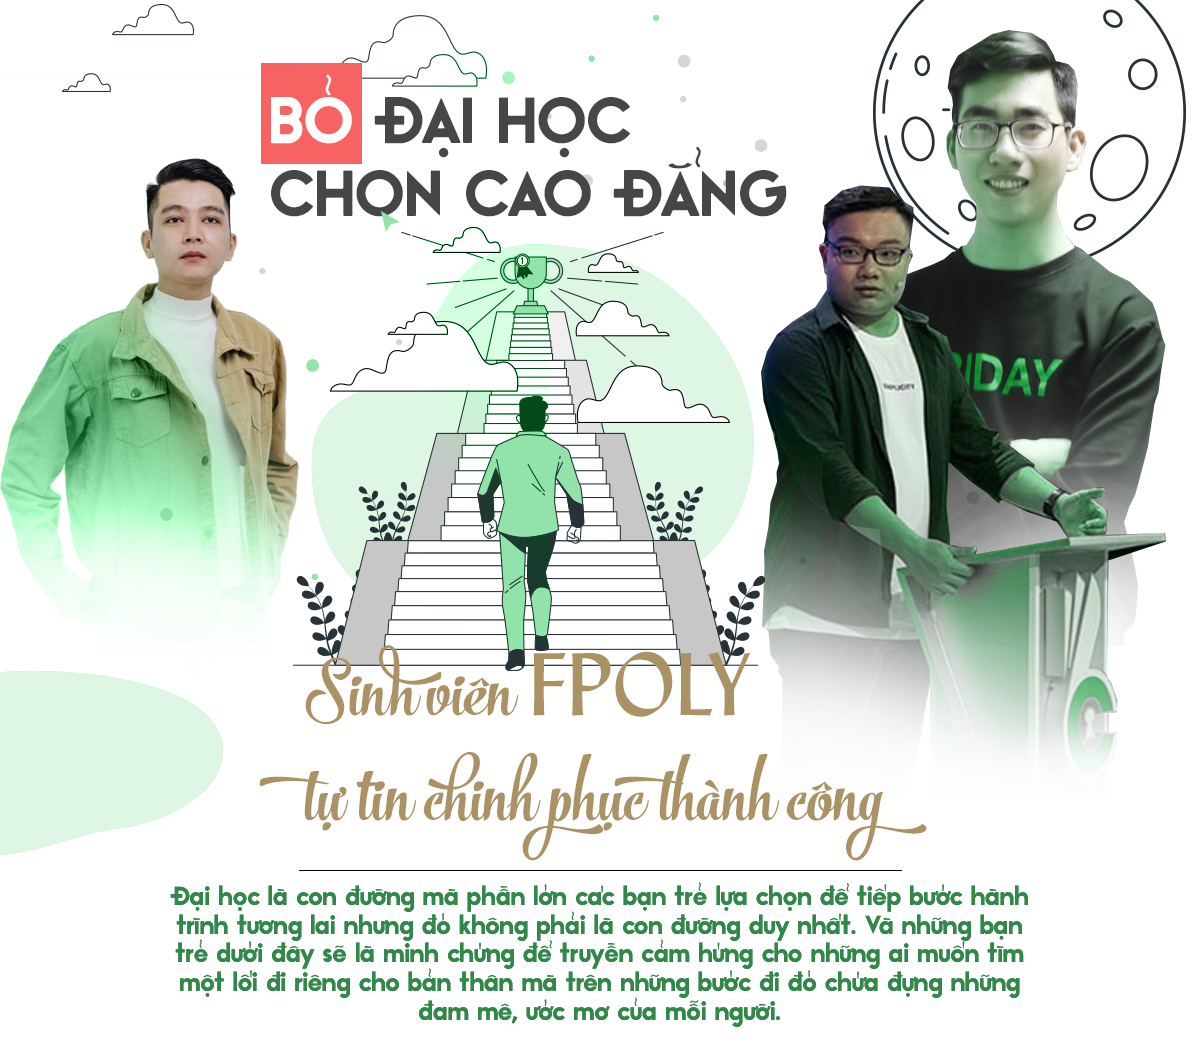 BỎ ĐẠI HỌC
CHỌN CAO ĐẲNG
1
RIDAY
SIMPLICITY
Sinh viên FPOLY
tự tin chinh phục thành công
Đại học là con đường mà phần lớn các bạn trẻ lựa chọn để tiếp bước hành
trình tương lai nhưng đó không phải là con đường duy nhất. Và những bạn
trẻ dưới đây sẽ là minh chứng để truyền cảm hứng cho những ai muốn tìm
một lối đi riêng cho bản thân mà trên những bước đi đó chứa đựng những
đam mê, ước mơ của mỗi người.